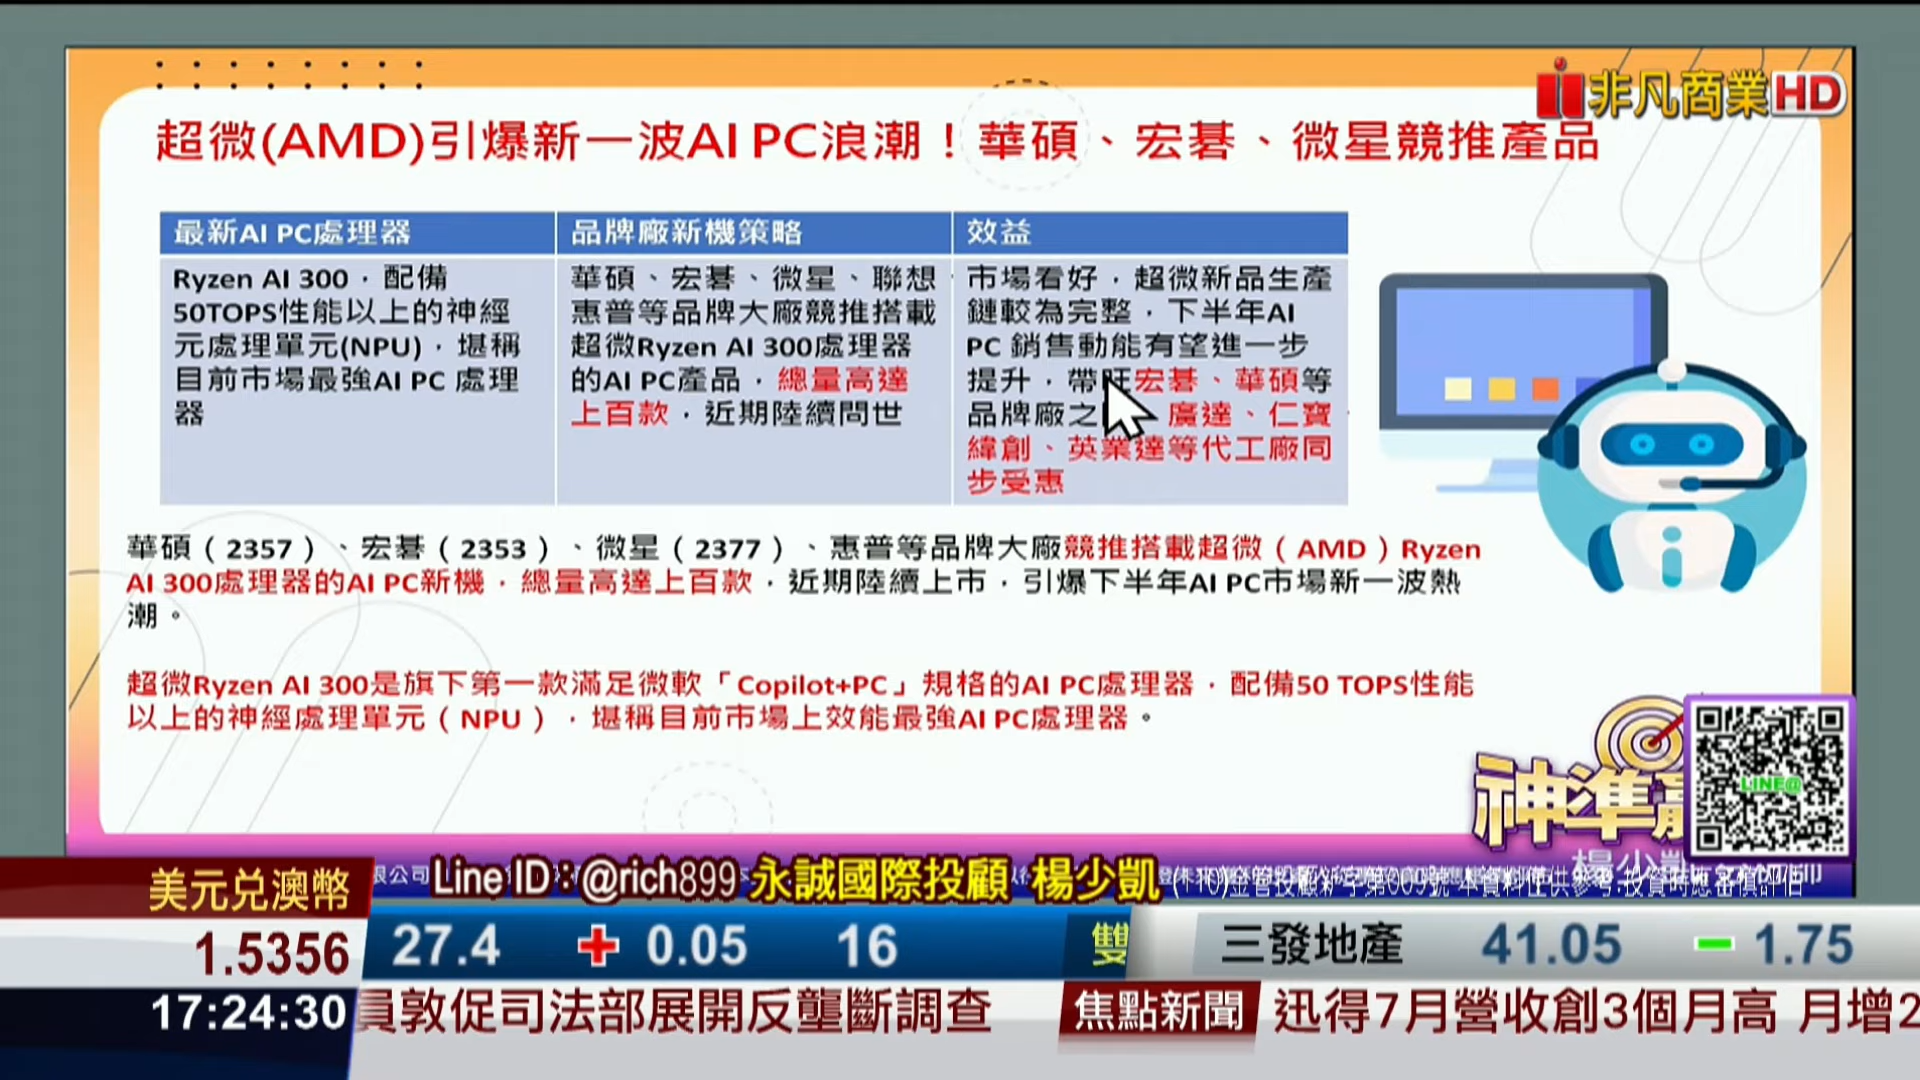 非凡商業HD
超微(AMD)引爆新一波AI PC浪潮！華碩、宏碁、微星競推產品
最新AI PC處理器
Ryzen AI 300，配備
50TOPS性能以上的神經
元處理單元(NPU)，堪稱
目前市場最強AI PC 處理
器
品牌廠新機策略
華碩、宏碁、微星、聯想
惠普等品牌大廠競推搭載
超微Ryzen AI 300處理器
的AI PC產品，總量高達
上百款，近期陸續問世
效益
市場看好，超微新品生產
鏈較為完整，下半年AI
PC 銷售動能有望進一步
提升，帶旺宏碁、華碩等
品牌廠之 廣達、仁寶
緯創、英業達等代工廠同
步受惠
華碩（2357）、宏碁（2353）、微星（2377）、惠普等品牌大廠競推搭載超微（AMD）Ryzen
AI 300處理器的AI PC新機，總量高達上百款，近期陸續上市，引爆下半年AI PC市場新一波熱
潮。
超微Ryzen AI 300是旗下第一款滿足微軟「Copilot+PC」規格的AI PC處理器，配備50 TOPS性能
以上的神經處理單元（NPU），堪稱目前市場上效能最強AI PC處理器。
神準
LINE@
Line ID：@rich899 永誠國際投顧 楊少凱
美元兌澳幣
1.5356
17:24:30
27.4 + 0.05 16 雙
三發地產 41.05 - 1.75
員敦促司法部展開反壟斷調查
焦點新聞
迅得7月營收創3個月高 月增2